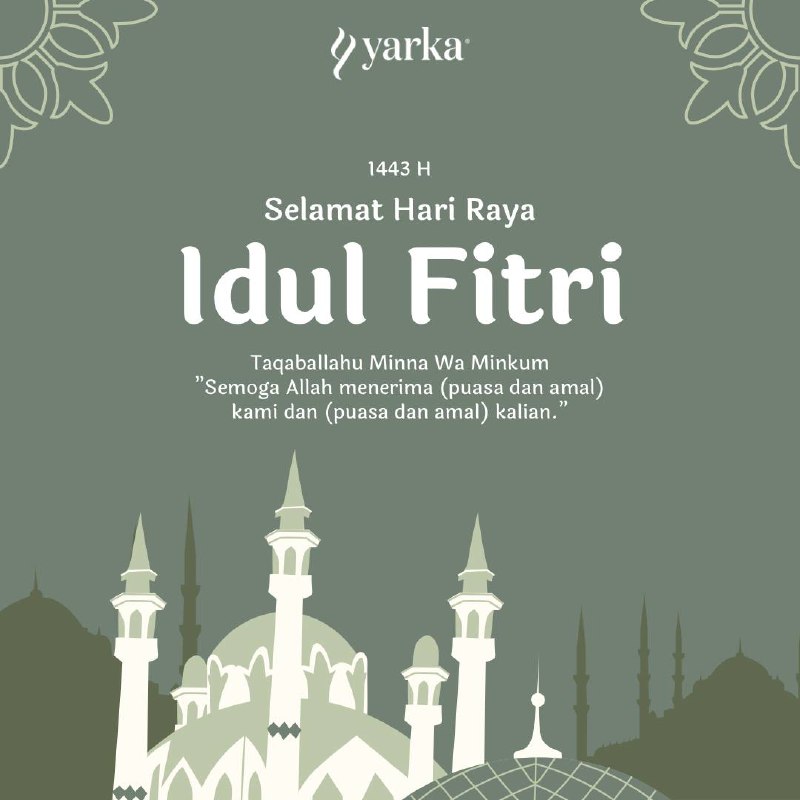 yarka®
1443 H
Selamat Hari Raya
Idul Fitri
Taqaballahu Minna Wa Minkum
”Semoga Allah menerima (puasa dan amal)
kami dan (puasa dan amal) kalian.”